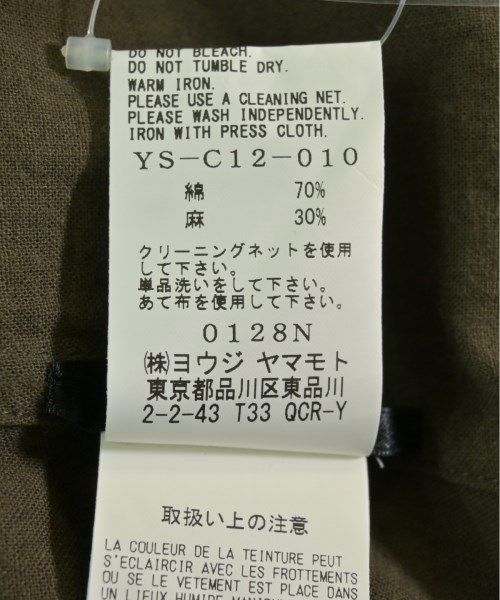 DO NOT BLEACH.
DO NOT TUMBLE DRY.
WARM IRON.
PLEASE USE A CLEANING NET.
PLEASE WASH INDEPENDENTLY.
IRON WITH PRESS CLOTH.
YS-C12-010
綿 70%
麻 30%
クリーニングネットを使用
して下さい。
単品洗いをして下さい。
あて布を使用して下さい。
0128N
(株)ヨウジ ヤマモト
東京都品川区東品川
2-2-43 T33 QCR-Y
取扱い上の注意
LA COULEUR DE LA TEINTURE PEUT
S'ECLAIRCIR AVEC LES FROTTEMENTS
OU SE LE VETEMENT EST PLACE DANS
UN LIEUX HUMIDE